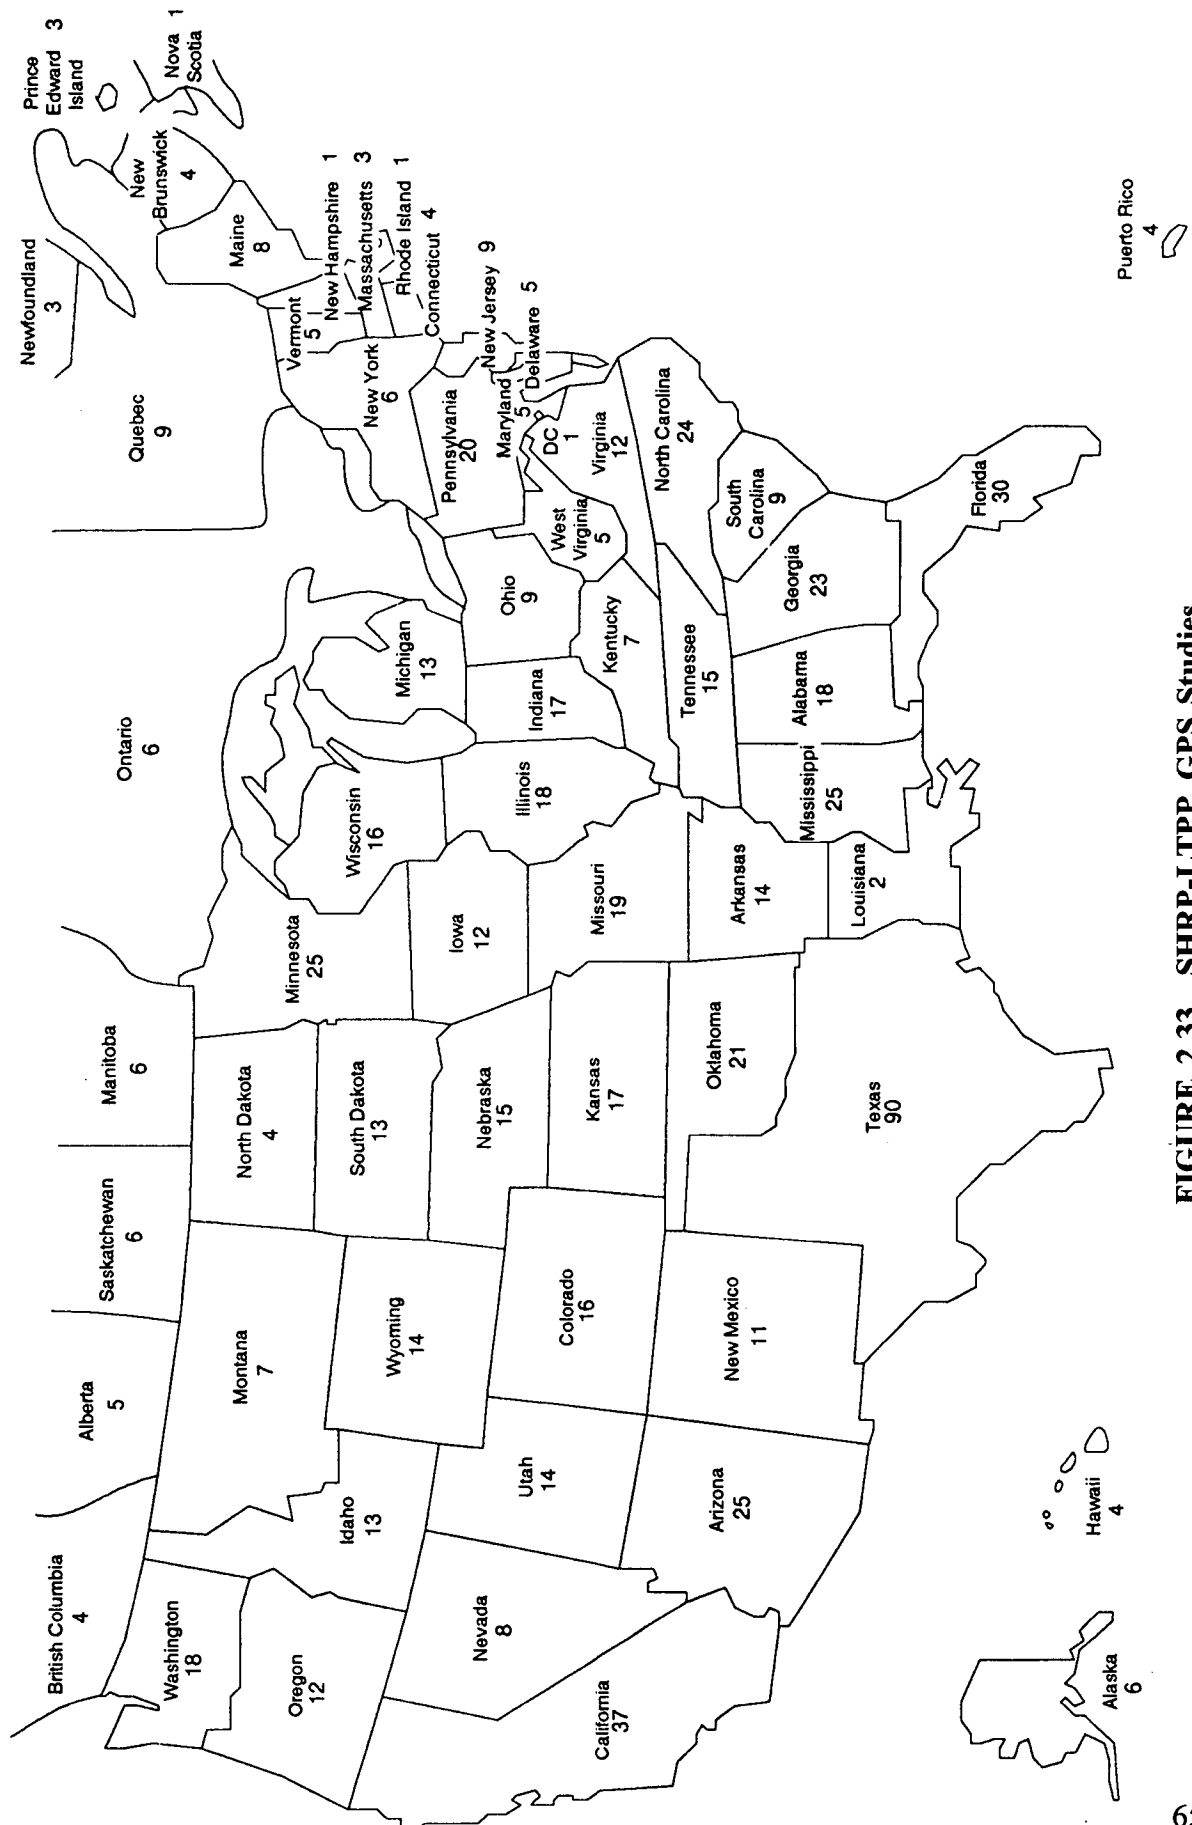 British Columbia
4
Alberta
5
Saskatchewan
6
Manitoba
6
Ontario
6
Quebec
9
Newfoundland
3
Prince
Edward 3
Island
Nova 1
Scotia
New
Brunswick
4
Maine
8
Vermont
5
New Hampshire 1
Massachusetts 3
Rhode Island 1
Connecticut 4
New York
6
New Jersey 9
Delaware 5
Maryland
5
DC
1
Pennsylvania
20
Virginia
12
West
Virginia
5
North Carolina
24
South
Carolina
9
Georgia
23
Florida
30
Ohio
9
Kentucky
7
Tennessee
15
Alabama
18
Michigan
13
Indiana
17
Illinois
18
Mississippi
25
Wisconsin
16
Minnesota
25
Iowa
12
Missouri
19
Arkansas
14
Louisiana
2
North Dakota
4
South Dakota
13
Nebraska
15
Kansas
17
Oklahoma
21
Texas
90
Montana
7
Wyoming
14
Colorado
16
New Mexico
11
Idaho
13
Utah
14
Arizona
25
Washington
18
Oregon
12
Nevada
8
California
37
Alaska
6
Hawaii
4
Puerto Rico
4
FIGURE 2.33 SHRP-LTPP GPS Studies